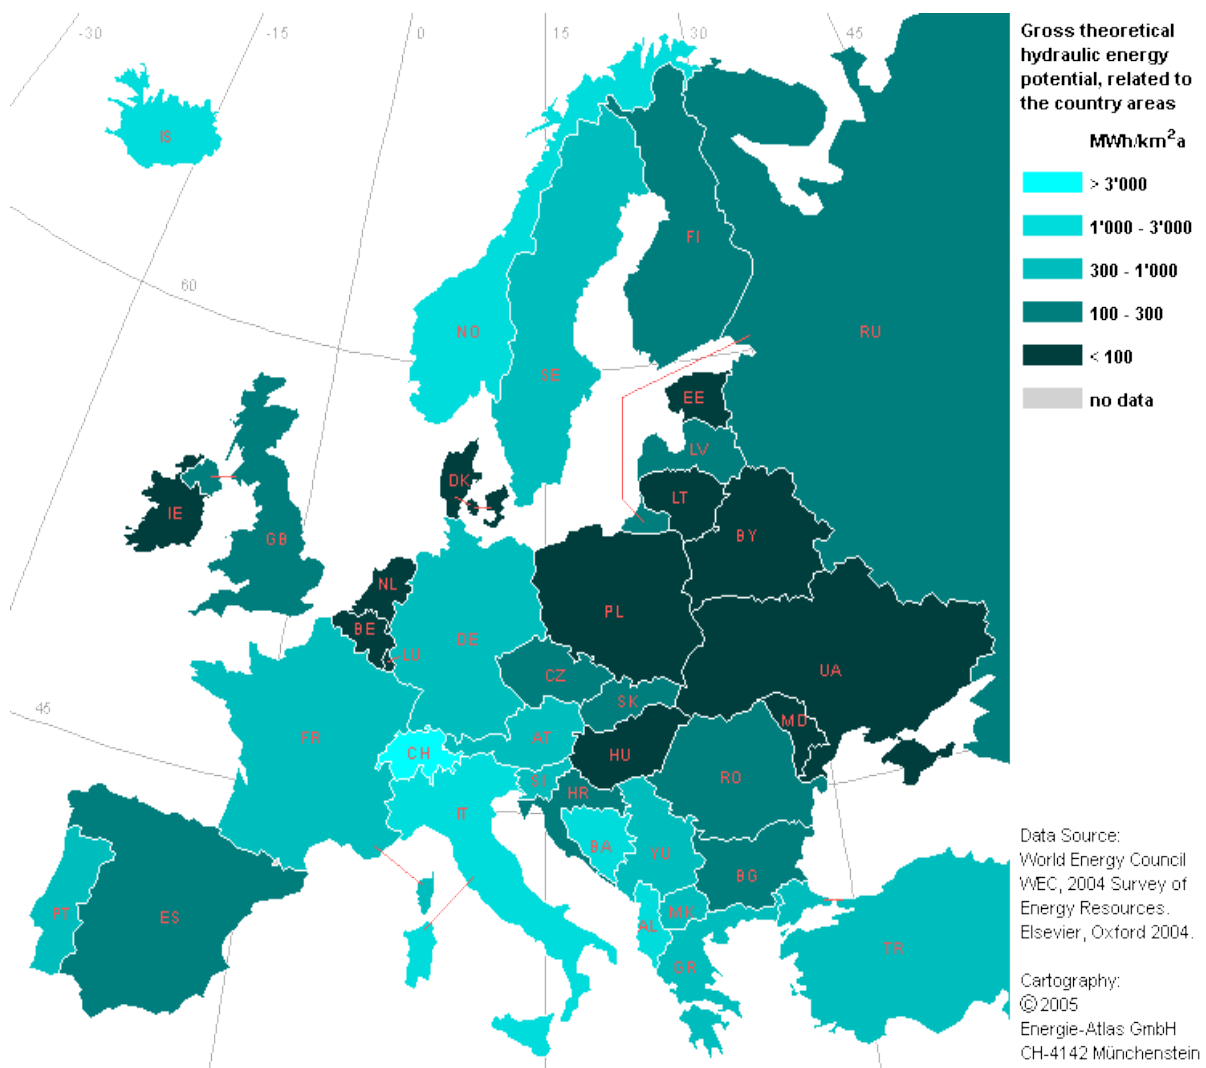 -30
-15
0
15
30
45
60
45
Gross theoretical
hydraulic energy
potential, related to
the country areas
MWh/km²a
> 3'000
1'000 - 3'000
300 - 1'000
100 - 300
< 100
no data
IS
FI
NO
RU
SE
EE
LV
DK
LT
IE
GB
BY
NL
PL
BE
DE
LU
CZ
UA
SK
MD
FR
AT
CH
HU
RO
SI
HR
IT
BA
YU
BG
PT
ES
MK
AL
TR
GR
Data Source:
World Energy Council
WEC, 2004 Survey of
Energy Resources.
Elsevier, Oxford 2004.
Cartography:
© 2005
Energie-Atlas GmbH
CH-4142 Münchenstein